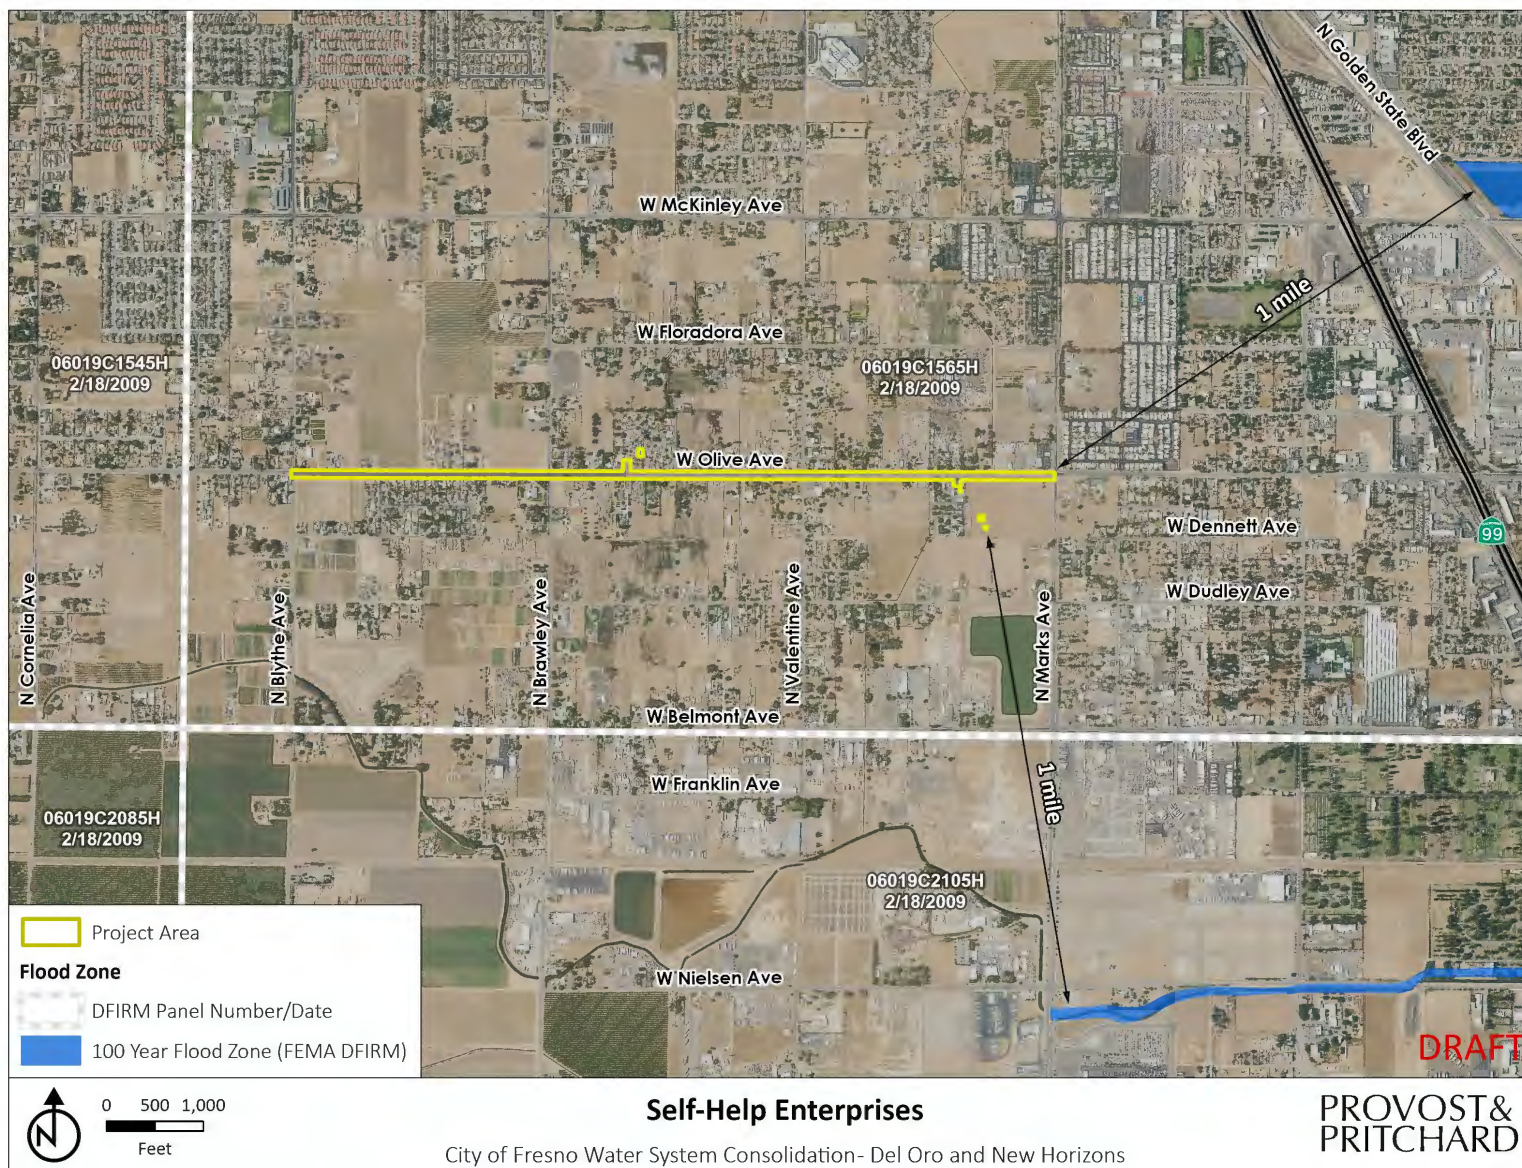 N Golden State Blvd
W McKinley Ave
1 mile
W Floradora Ave
06019C1545H
2/18/2009
06019C1565H
2/18/2009
W Olive Ave
W Dennett Ave
99
W Dudley Ave
N Cornelia Ave
N Blythe Ave
N Brawley Ave
N Valentine Ave
N Marks Ave
W Belmont Ave
W Franklin Ave
1 mile
06019C2085H
2/18/2009
06019C2105H
2/18/2009
W Nielsen Ave
Project Area
Flood Zone
DFIRM Panel Number/Date
100 Year Flood Zone (FEMA DFIRM)
DRAFT
N
0 500 1,000
Feet
Self-Help Enterprises
City of Fresno Water System Consolidation- Del Oro and New Horizons
PROVOST&
PRITCHARD